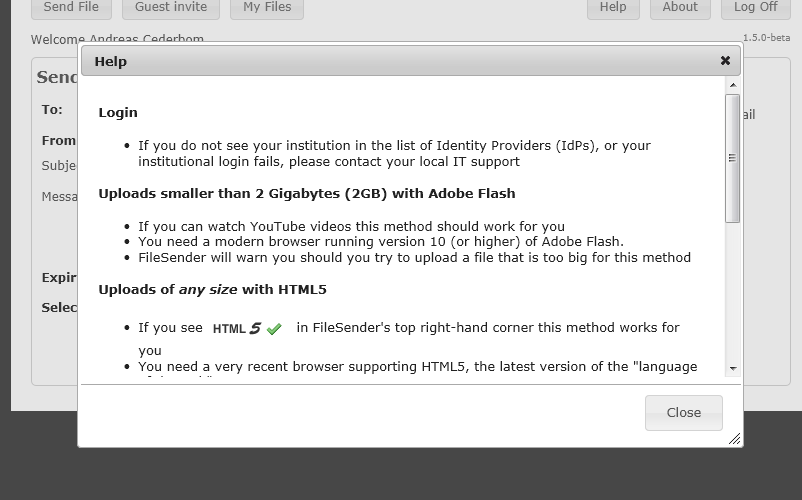 Send File Guest invite My Files Help About Log Off
Welcome Andreas Cederbom 1.5.0-beta
Help
Send
To:
From
Subje
Messa
Expir
Selec
ail
Login
If you do not see your institution in the list of Identity Providers (IdPs), or your
institutional login fails, please contact your local IT support
Uploads smaller than 2 Gigabytes (2GB) with Adobe Flash
If you can watch YouTube videos this method should work for you
You need a modern browser running version 10 (or higher) of Adobe Flash.
FileSender will warn you should you try to upload a file that is too big for this method
Uploads of any size with HTML5
If you see HTML 5 in FileSender's top right-hand corner this method works for
you
You need a very recent browser supporting HTML5, the latest version of the "language
Close